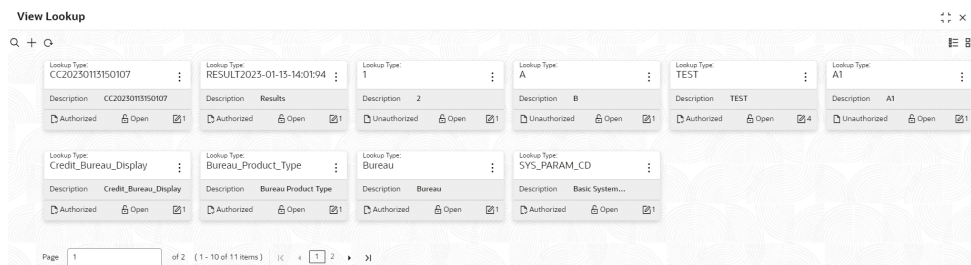 View Lookup
Lookup Type: Lookup Type: Lookup Type: Lookup Type: Lookup Type: Lookup Type:
CC20230113150107 RESULT2023-01-13-14:01:94 1 A TEST A1
Description CC20230113150107 Description Results Description 2 Description B Description TEST Description A1
Authorized Open 1 Authorized Open 1 Unauthorized Open 1 Unauthorized Open 1 Authorized Open 4 Unauthorized Open 1
Lookup Type: Lookup Type: Lookup Type: Lookup Type:
Credit_Bureau_Display Bureau_Product_Type Bureau SYS_PARAM_CD
Description Credit_Bureau_Display Description Bureau Product Type Description Bureau Description Basic System...
Authorized Open 1 Authorized Open 1 Authorized Open 1 Authorized Open 1
Page 1 of 2 (1 - 10 of 11 items) 1 2